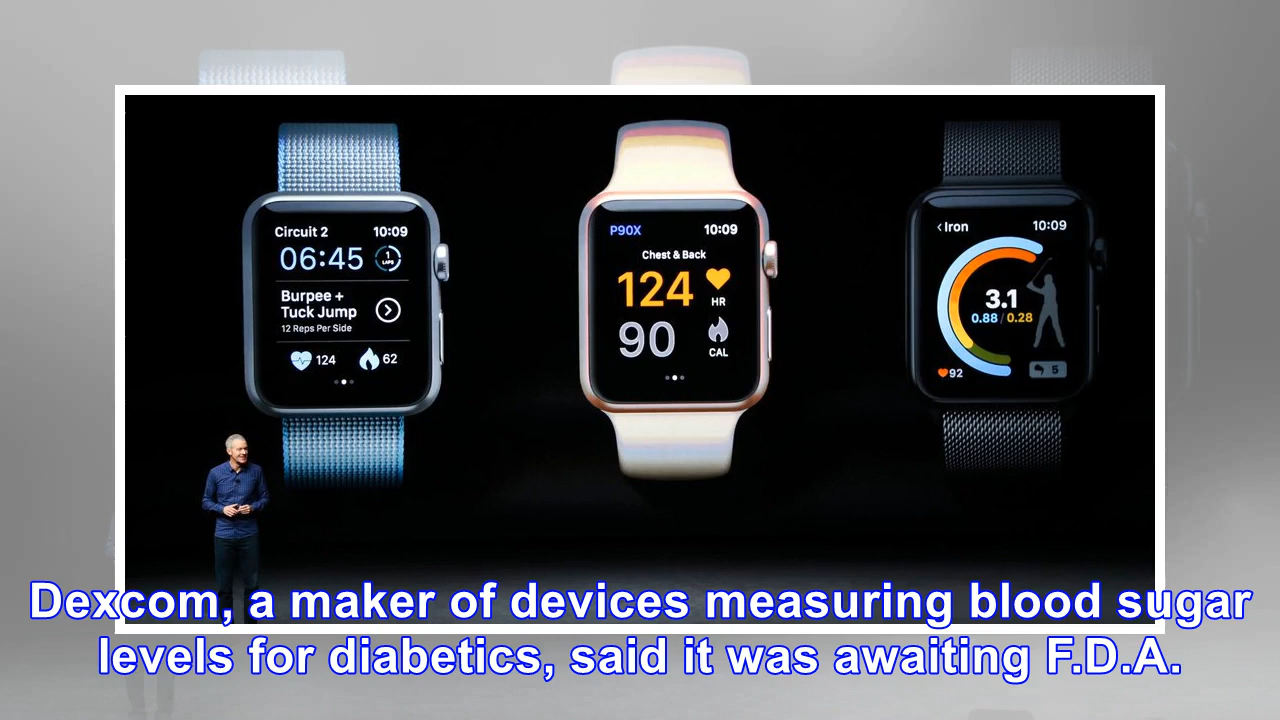 Circuit 2 10:09
06:45 1 LAPS
Burpee +
Tuck Jump
12 Reps Per Side
124 62
P90X 10:09
Chest & Back
124 HR
90 CAL
<Iron 10:09
3.1
0.88 / 0.28
92 5
Dexcom, a maker of devices measuring blood sugar
levels for diabetics, said it was awaiting F.D.A.